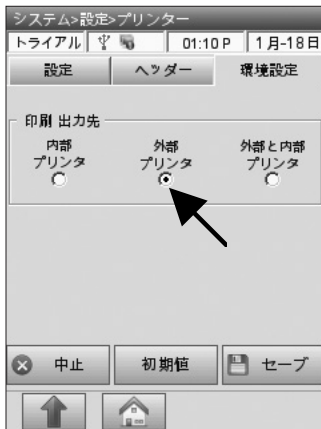 システム>設定>プリンター
トライアル 01:10 P 1月-18日
設定 ヘッダー 環境設定
印刷 出力先
内部 外部 外部と内部
プリンタ プリンタ プリンタ
中止 初期値 セーブ